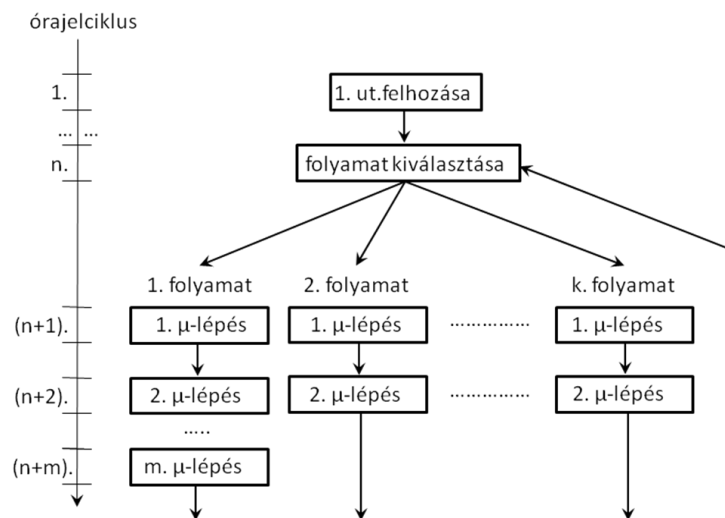 órajelciklus
1.
1. ut.felhozása
... ...
n.
folyamat kiválasztása
1. folyamat
2. folyamat
k. folyamat
(n+1).
1. μ-lépés
1. μ-lépés
...............
1. μ-lépés
(n+2).
2. μ-lépés
2. μ-lépés
...............
2. μ-lépés
.....
(n+m).
m. μ-lépés